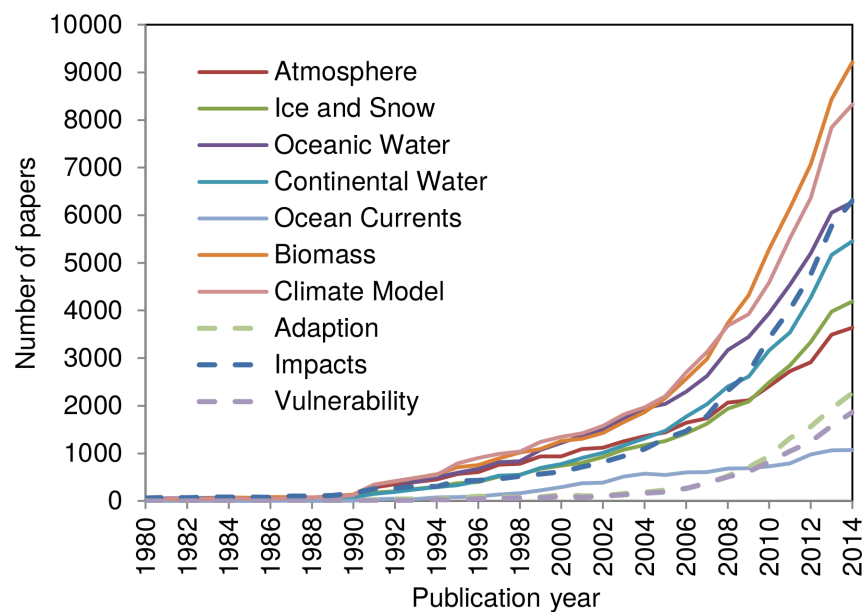 Number of papers
10000
9000
8000
7000
6000
5000
4000
3000
2000
1000
0
Atmosphere
Ice and Snow
Oceanic Water
Continental Water
Ocean Currents
Biomass
Climate Model
Adaption
Impacts
Vulnerability
1980
1982
1984
1986
1988
1990
1992
1994
1996
1998
2000
2002
2004
2006
2008
2010
2012
2014
Publication year